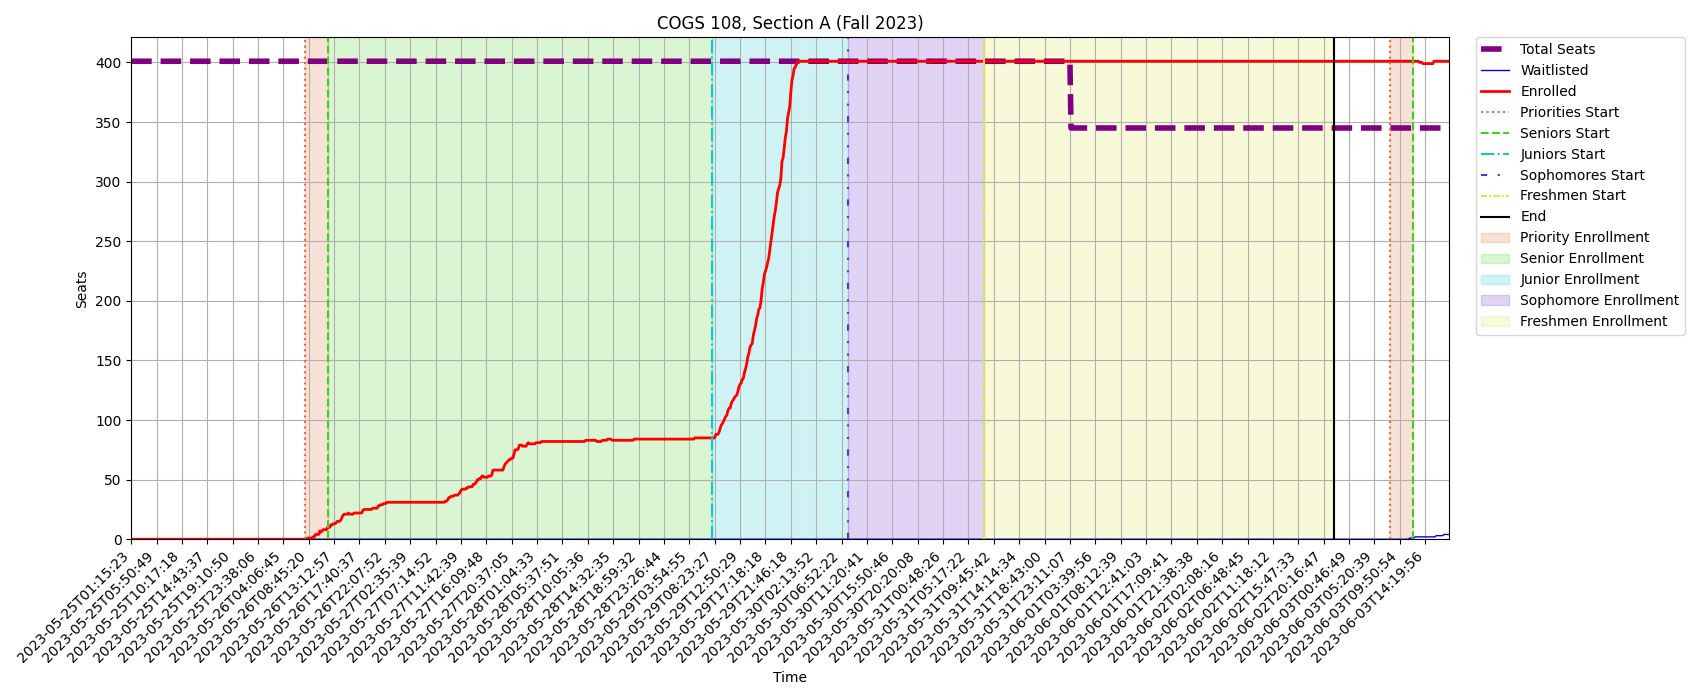 COGS 108, Section A (Fall 2023)
400
350
300
250
200
150
100
50
0
Seats
2023-05-25T01:15:23
2023-05-25T05:50:49
2023-05-25T10:17:18
2023-05-25T14:43:37
2023-05-25T19:10:50
2023-05-25T23:38:06
2023-05-26T04:06:45
2023-05-26T08:45:20
2023-05-26T13:12:57
2023-05-26T17:40:37
2023-05-26T22:07:52
2023-05-27T02:35:39
2023-05-27T07:14:52
2023-05-27T11:42:39
2023-05-27T16:09:48
2023-05-27T20:37:05
2023-05-28T01:04:33
2023-05-28T05:37:51
2023-05-28T10:05:36
2023-05-28T14:32:35
2023-05-28T18:59:32
2023-05-28T23:26:44
2023-05-29T03:54:55
2023-05-29T08:23:27
2023-05-29T12:50:29
2023-05-29T17:18:18
2023-05-29T21:46:18
2023-05-30T02:13:52
2023-05-30T06:52:22
2023-05-30T11:20:41
2023-05-30T15:50:46
2023-05-30T20:20:08
2023-05-31T00:48:26
2023-05-31T05:17:22
2023-05-31T09:45:42
2023-05-31T14:14:34
2023-05-31T18:43:00
2023-05-31T23:11:07
2023-06-01T03:39:56
2023-06-01T08:12:39
2023-06-01T12:41:03
2023-06-01T17:09:41
2023-06-01T21:38:38
2023-06-02T02:08:16
2023-06-02T06:48:45
2023-06-02T11:18:12
2023-06-02T15:47:33
2023-06-02T20:16:47
2023-06-03T00:46:49
2023-06-03T05:20:39
2023-06-03T09:50:54
2023-06-03T14:19:56
Time
Total Seats
Waitlisted
Enrolled
Priorities Start
Seniors Start
Juniors Start
Sophomores Start
Freshmen Start
End
Priority Enrollment
Senior Enrollment
Junior Enrollment
Sophomore Enrollment
Freshmen Enrollment